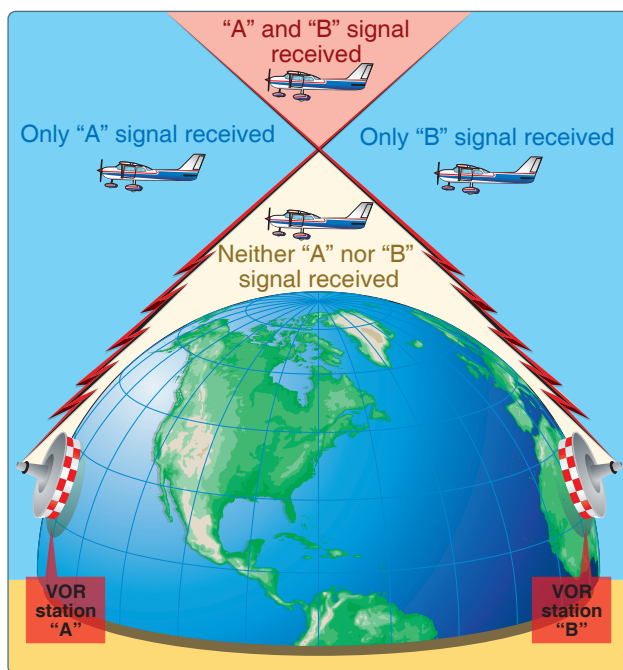 “A” and “B” signal
received
Only “A” signal received
Only “B” signal received
Neither “A” nor “B”
signal received
VOR
station
“A”
VOR
station
“B”